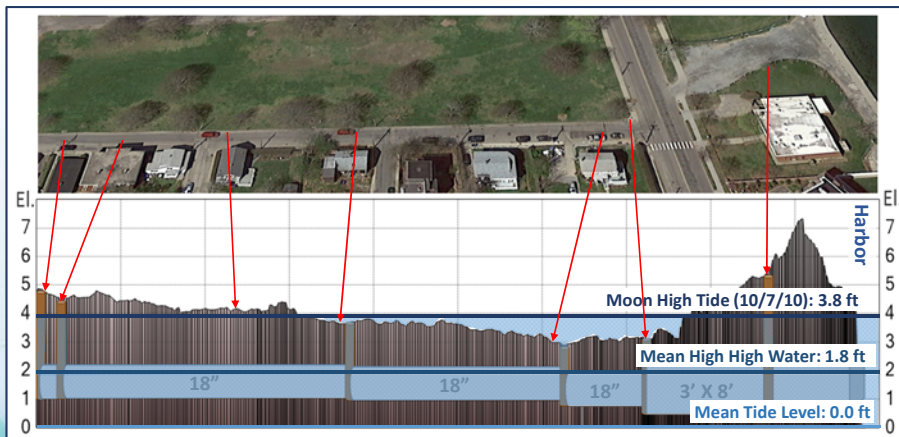 El.
El.
7
7
6
6
5
5
4
4
3
3
2
2
1
1
0
0
Harbor
Moon High Tide (10/7/10): 3.8 ft
Mean High High Water: 1.8 ft
18”
18”
18”
3’ X 8’
Mean Tide Level: 0.0 ft